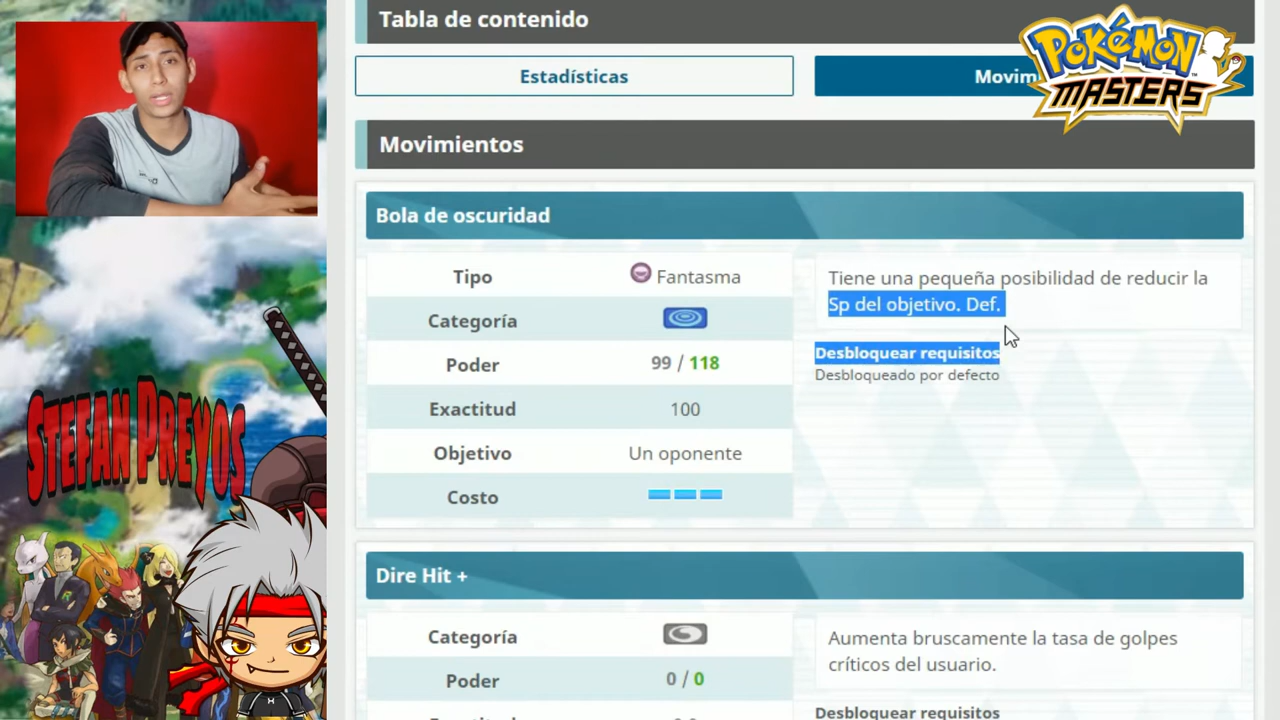 Tabla de contenido
POKéMON
MASTERS
Estadísticas
Movimientos
Bola de oscuridad
Tipo
Fantasma
Categoría
Poder
99 / 118
Exactitud
100
Objetivo
Un oponente
Costo
Tiene una pequeña posibilidad de reducir la
Sp del objetivo. Def.
Desbloquear requisitos
Desbloqueado por defecto
STEFAN PREYOS
Dire Hit +
Categoría
Poder
0 / 0
Aumenta bruscamente la tasa de golpes
críticos del usuario.
Desbloquear requisitos